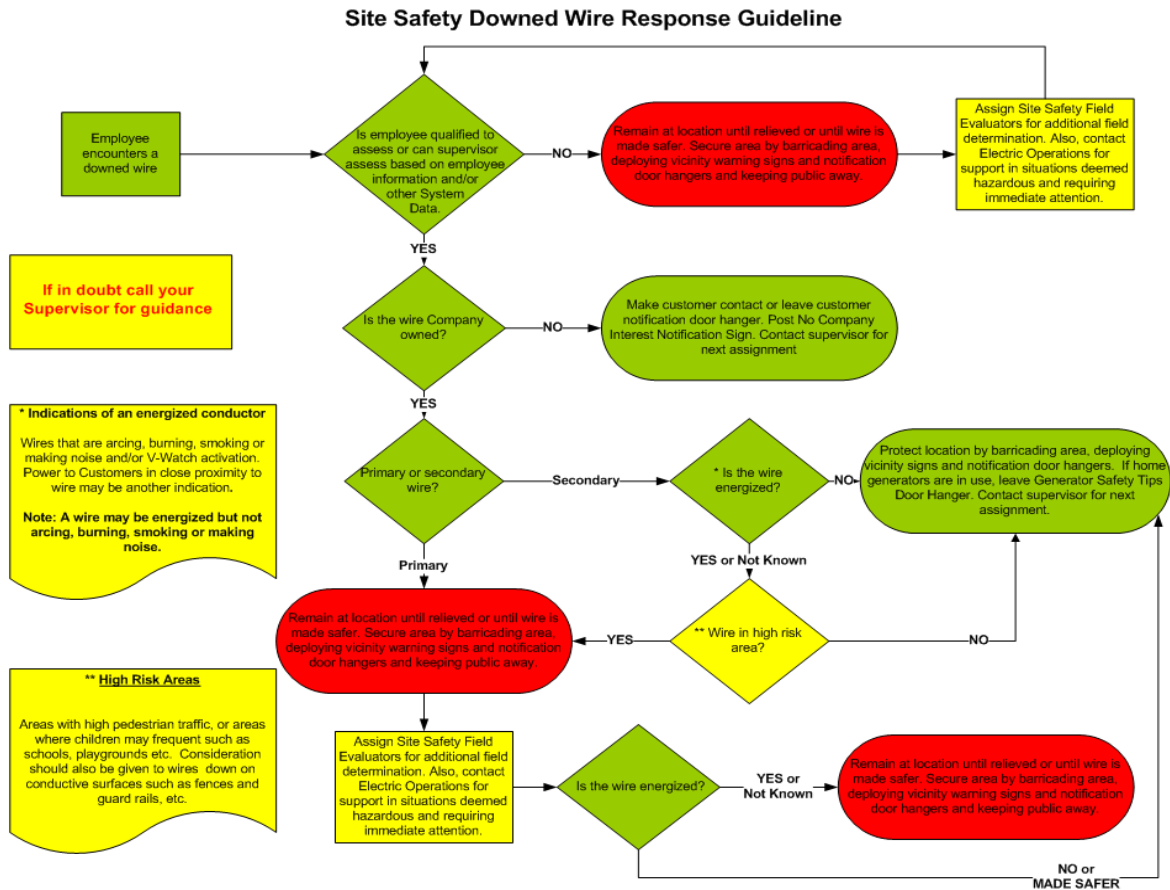 Site Safety Downed Wire Response Guideline
Employee
encounters a
downed wire
Is employee qualified to
assess or can supervisor
assess based on employee
information and/or
other System
Data.
NO
Remain at location until relieved or until wire is
made safer. Secure area by barricading area,
deploying vicinity warning signs and notification
door hangers and keeping public away.
Assign Site Safety Field
Evaluators for additional field
determination. Also, contact
Electric Operations for
support in situations deemed
hazardous and requiring
immediate attention.
YES
If in doubt call your
Supervisor for guidance
Is the wire Company
owned?
NO
Make customer contact or leave customer
notification door hanger. Post No Company
Interest Notification Sign. Contact supervisor for
next assignment
YES
* Indications of an energized conductor
Wires that are arcing, burning, smoking or
making noise and/or V-Watch activation.
Power to Customers in close proximity to
wire may be another indication.
Note: A wire may be energized but not
arcing, burning, smoking or making
noise.
Primary or secondary
wire?
Secondary
* Is the wire
energized?
NO
Protect location by barricading area, deploying
vicinity signs and notification door hangers. If home
generators are in use, leave Generator Safety Tips
Door Hanger. Contact supervisor for next
assignment.
Primary
YES or Not Known
Remain at location until relieved or until wire is
made safer. Secure area by barricading area,
deploying vicinity warning signs and notification
door hangers and keeping public away.
YES
** Wire in high risk
area?
NO
** High Risk Areas
Areas with high pedestrian traffic, or areas
where children may frequent such as
schools, playgrounds etc. Consideration
should also be given to wires down on
conductive surfaces such as fences and
guard rails, etc.
Assign Site Safety Field
Evaluators for additional field
determination. Also, contact
Electric Operations for
support in situations deemed
hazardous and requiring
immediate attention.
Is the wire energized?
YES or
Not Known
Remain at location until relieved or until wire is
made safer. Secure area by barricading area,
deploying vicinity warning signs and notification
door hangers and keeping public away.
NO or
MADE SAFER